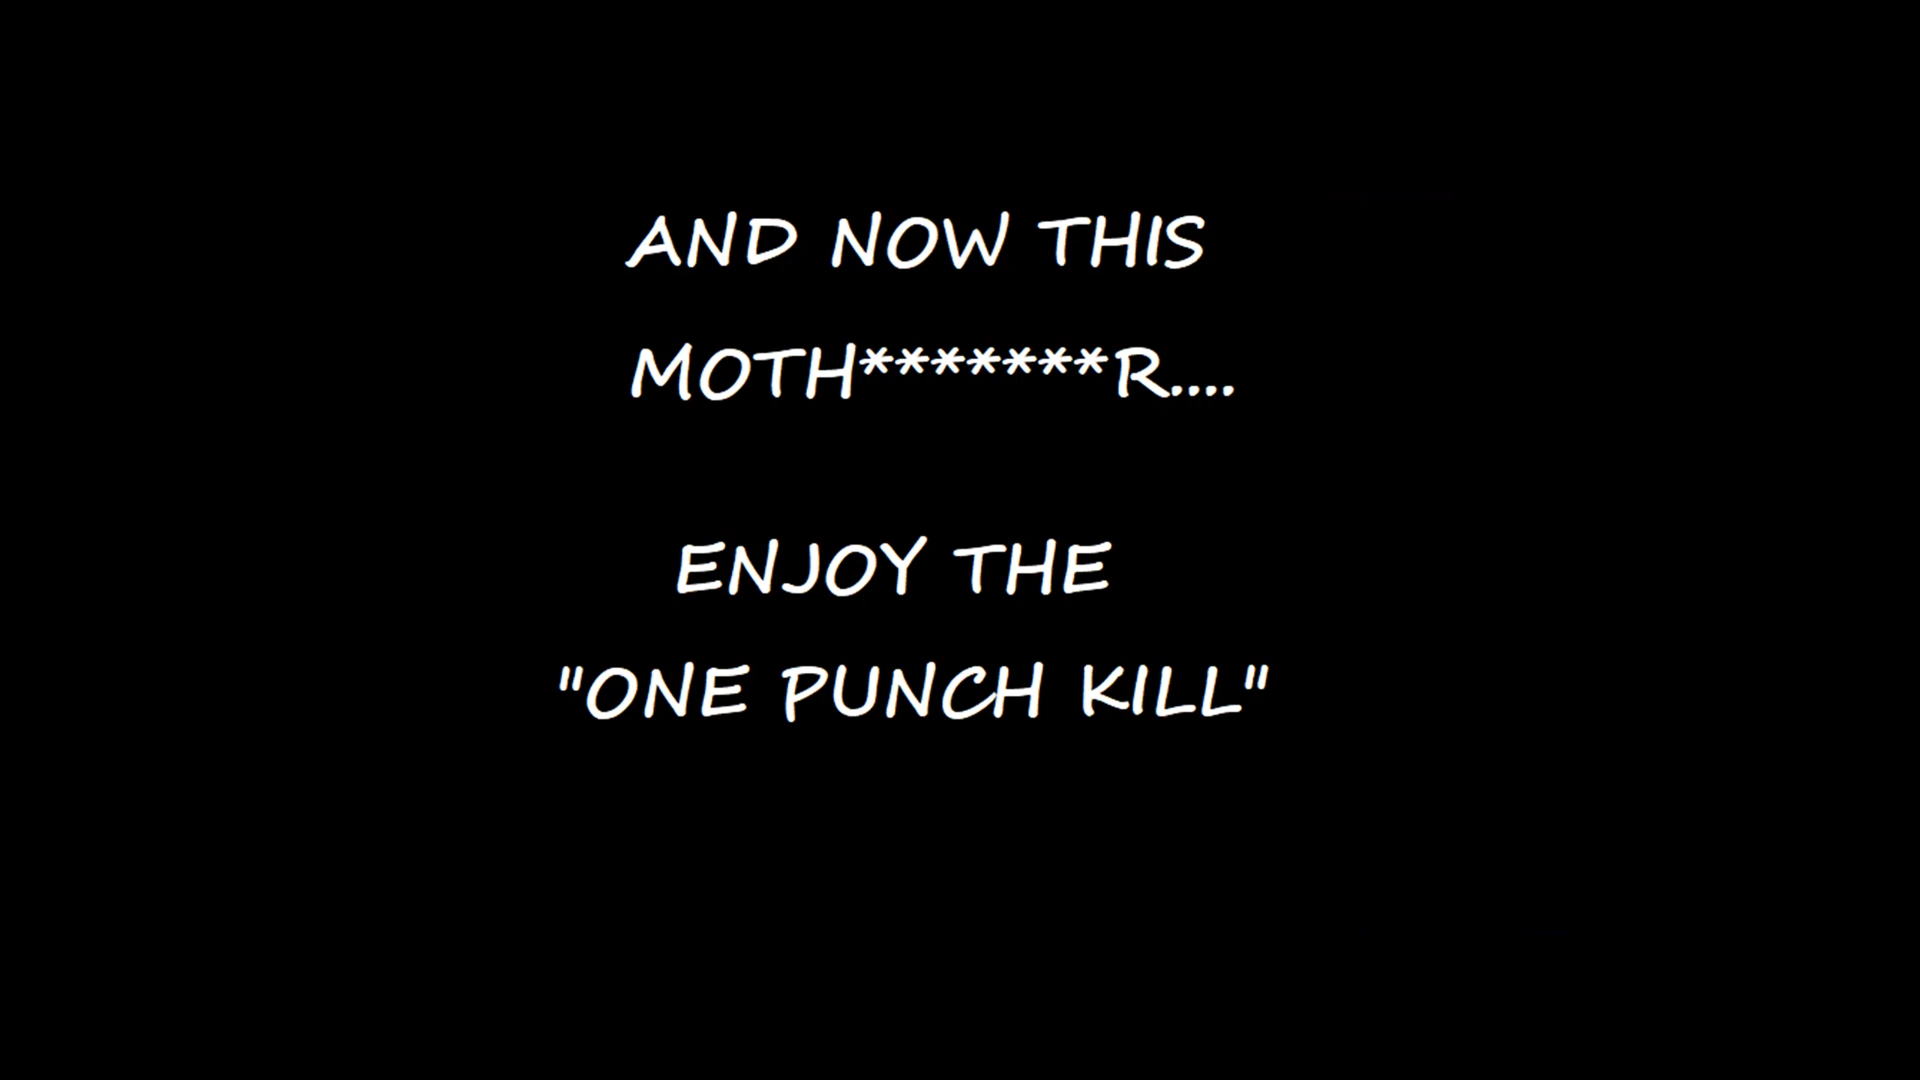 AND NOW THIS
MOTH*******R....
ENJOY THE
"ONE PUNCH KILL"